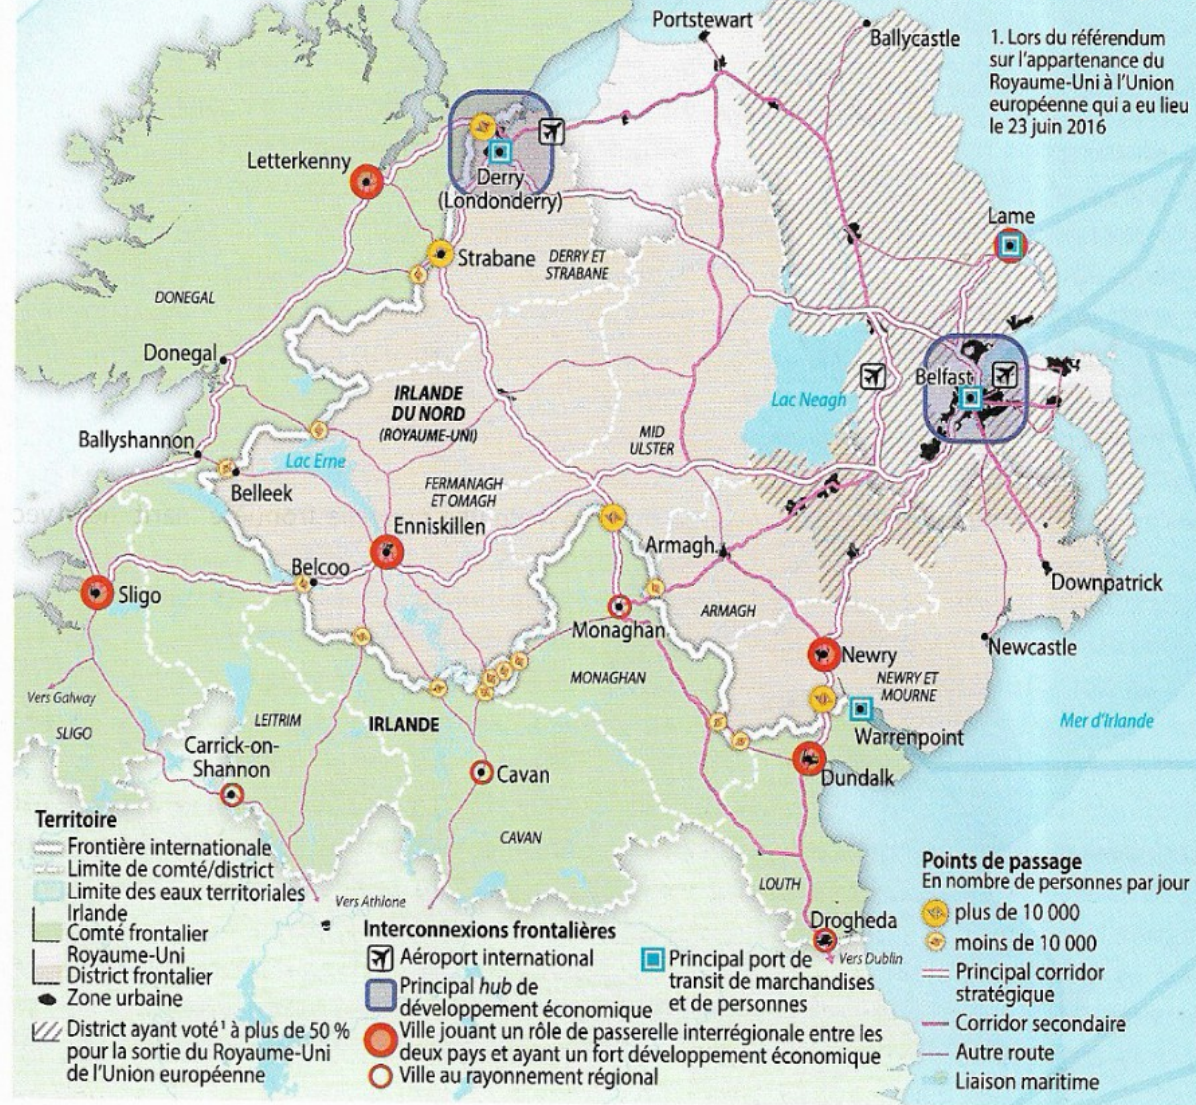 Portstewart
Ballycastle
1. Lors du référendum
sur l'appartenance du
Royaume-Uni à l'Union
européenne qui a eu lieu
le 23 juin 2016
Letterkenny
Derry
(Londonderry)
Lame
Strabane
DERRY ET
STRABANE
DONEGAL
Donegal
IRLANDE
DU NORD
(ROYAUME-UNI)
Belfast
Lac Neagh
Ballyshannon
Lac Erne
MID
ULSTER
Belleek
FERMANAGH
ET OMAGH
Enniskillen
Armagh
Belcoo
Downpatrick
Sligo
ARMAGH
Monaghan
Newcastle
Newry
MONAGHAN
NEWRY ET
MOURNE
Vers Galway
SLIGO
LEITRIM
IRLANDE
Mer d'Irlande
Warrenpoint
Carrick-on-
Shannon
Cavan
Dundalk
CAVAN
LOUTH
Vers Athlone
Drogheda
Vers Dublin
Territoire
Frontière internationale
Limite de comté/district
Limite des eaux territoriales
Irlande
Comté frontalier
Royaume-Uni
District frontalier
Zone urbaine
District ayant voté¹ à plus de 50 %
pour la sortie du Royaume-Uni
de l'Union européenne
Interconnexions frontalières
Aéroport international
Principal hub de
développement économique
Principal port de
transit de marchandises
et de personnes
Ville jouant un rôle de passerelle interrégionale entre les
deux pays et ayant un fort développement économique
Ville au rayonnement régional
Points de passage
En nombre de personnes par jour
plus de 10 000
moins de 10 000
Principal corridor
stratégique
Corridor secondaire
Autre route
Liaison maritime